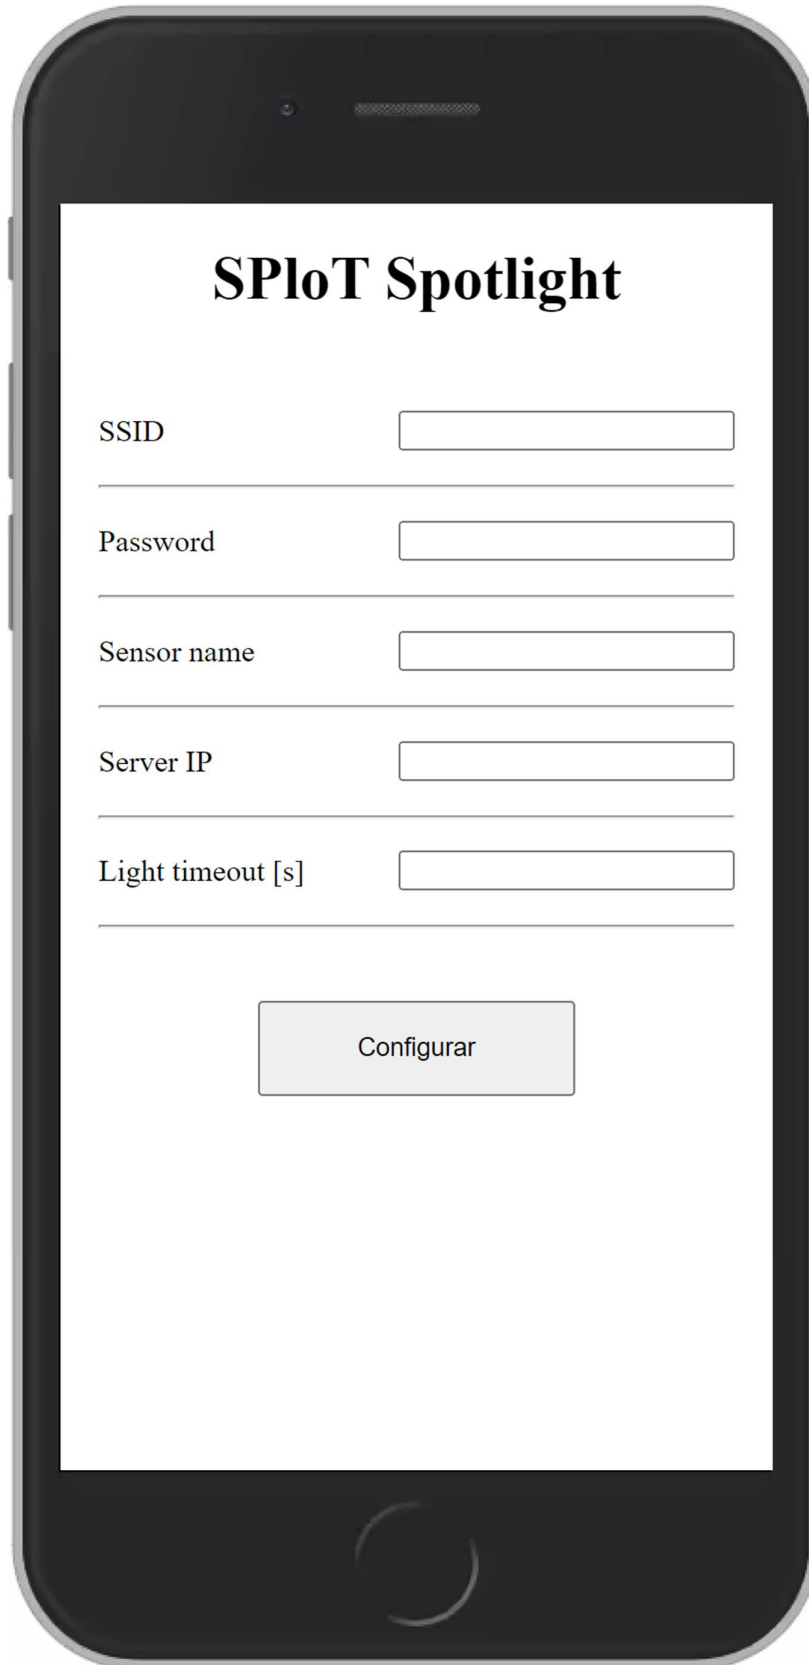 SPIoT Spotlight
SSID
Password
Sensor name
Server IP
Light timeout [s]
Configurar